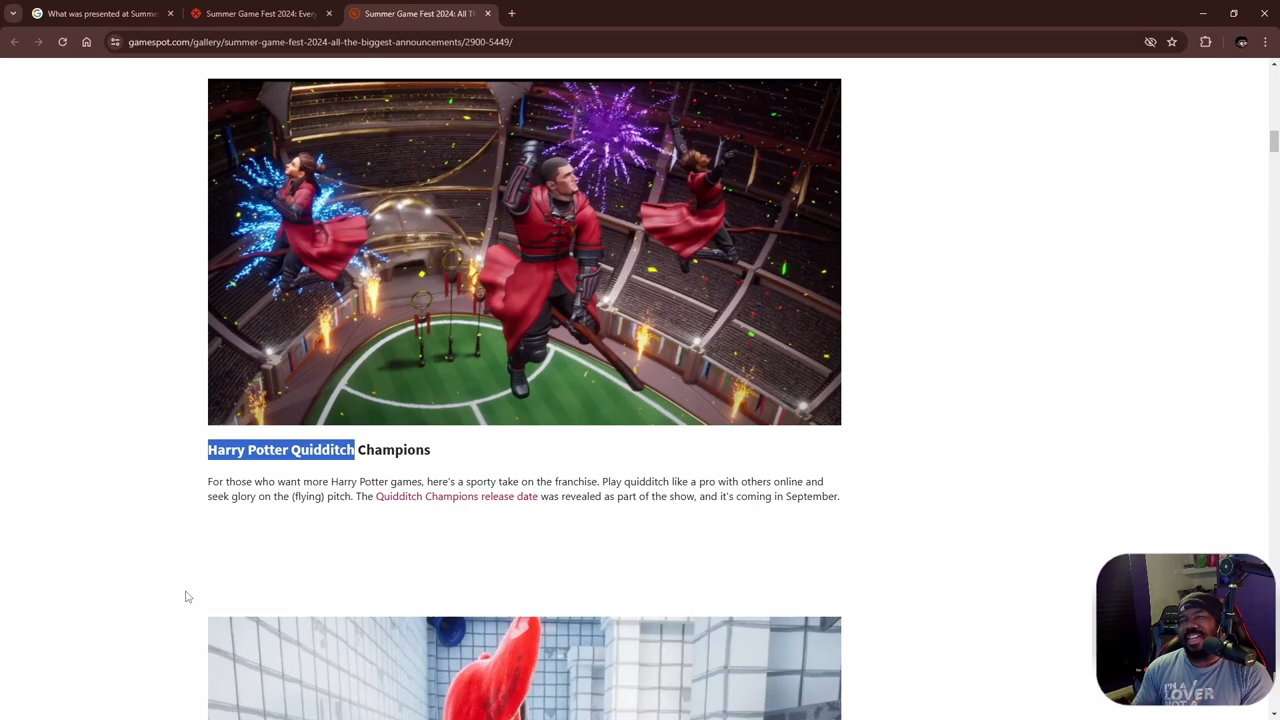 What was presented at Summe
Summer Game Fest 2024: Every
Summer Game Fest 2024: All Th
gamespot.com/gallery/summer-game-fest-2024-all-the-biggest-announcements/2900-5449/
Harry Potter Quidditch Champions
For those who want more Harry Potter games, here's a sporty take on the franchise. Play quidditch like a pro with others online and
seek glory on the (flying) pitch. The Quidditch Champions release date was revealed as part of the show, and it's coming in September.
I'M A
LOVER
NOT A